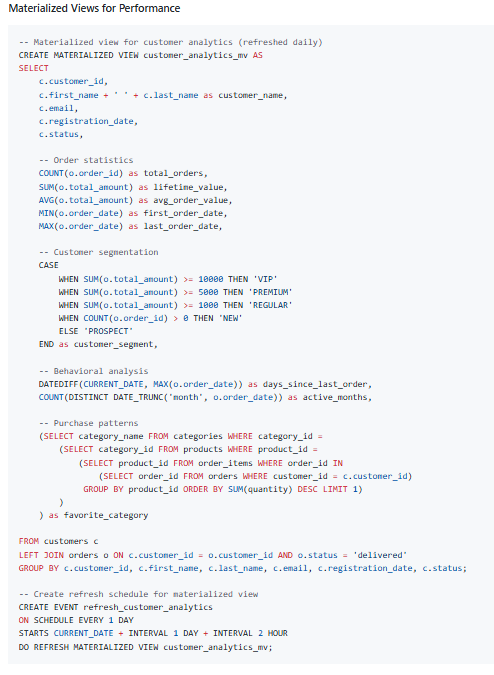 Materialized Views for Performance
-- Materialized view for customer analytics (refreshed daily)
CREATE MATERIALIZED VIEW customer_analytics_mv AS
SELECT
    c.customer_id,
    c.first_name + ' ' + c.last_name as customer_name,
    c.email,
    c.registration_date,
    c.status,

    -- Order statistics
    COUNT(o.order_id) as total_orders,
    SUM(o.total_amount) as lifetime_value,
    AVG(o.total_amount) as avg_order_value,
    MIN(o.order_date) as first_order_date,
    MAX(o.order_date) as last_order_date,

    -- Customer segmentation
    CASE
        WHEN SUM(o.total_amount) >= 10000 THEN 'VIP'
        WHEN SUM(o.total_amount) >= 5000 THEN 'PREMIUM'
        WHEN SUM(o.total_amount) >= 1000 THEN 'REGULAR'
        WHEN COUNT(o.order_id) > 0 THEN 'NEW'
        ELSE 'PROSPECT'
    END as customer_segment,

    -- Behavioral analysis
    DATEDIFF(CURRENT_DATE, MAX(o.order_date)) as days_since_last_order,
    COUNT(DISTINCT DATE_TRUNC('month', o.order_date)) as active_months,

    -- Purchase patterns
    (SELECT category_name FROM categories WHERE category_id =
        (SELECT category_id FROM products WHERE product_id =
            (SELECT product_id FROM order_items WHERE order_id IN
                (SELECT order_id FROM orders WHERE customer_id = c.customer_id)
             GROUP BY product_id ORDER BY SUM(quantity) DESC LIMIT 1)
        )
    ) as favorite_category

FROM customers c
LEFT JOIN orders o ON c.customer_id = o.customer_id AND o.status = 'delivered'
GROUP BY c.customer_id, c.first_name, c.last_name, c.email, c.registration_date, c.status;

-- Create refresh schedule for materialized view
CREATE EVENT refresh_customer_analytics
ON SCHEDULE EVERY 1 DAY
STARTS CURRENT_DATE + INTERVAL 1 DAY + INTERVAL 2 HOUR
DO REFRESH MATERIALIZED VIEW customer_analytics_mv;